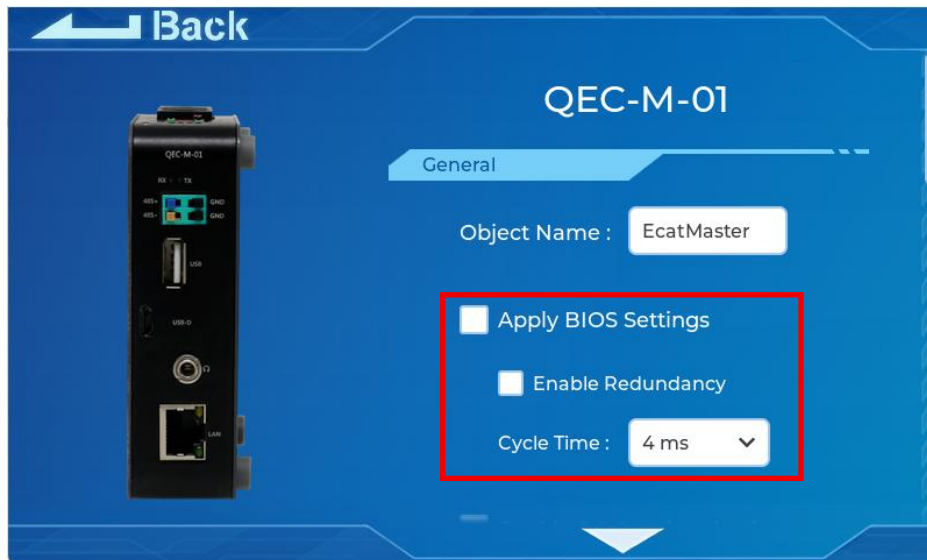 Back
QEC-M-01
General
Object Name : EcatMaster
Apply BIOS Settings
Enable Redundancy
Cycle Time : 4 ms
QEC-M-01
RX TX
485+ GND
485- GND
USB
USB-D
LAN